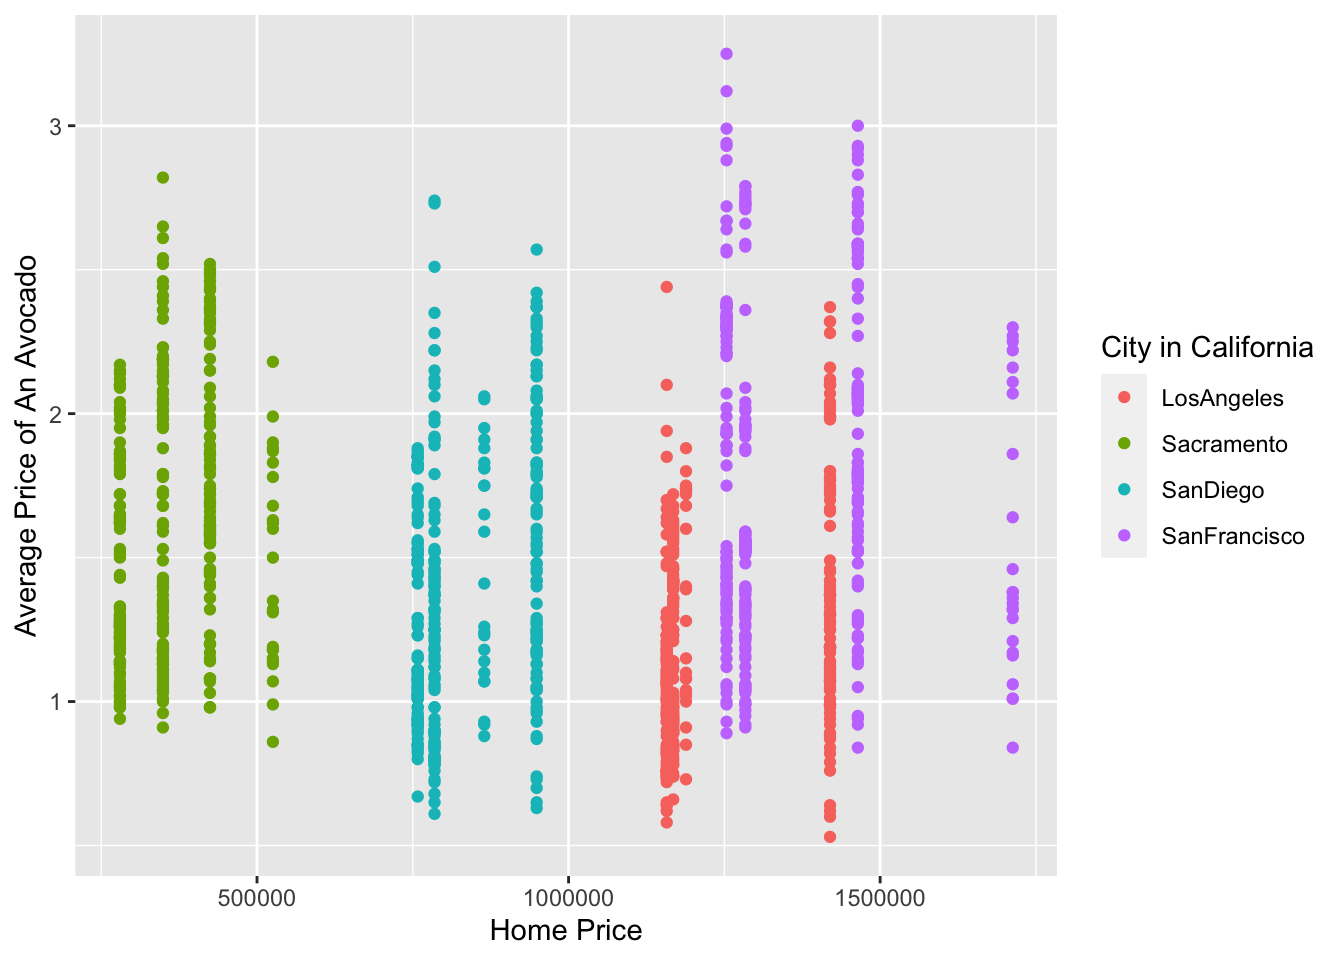 3
2
1
Average Price of An Avocado
500000
1000000
1500000
Home Price
City in California
LosAngeles
Sacramento
SanDiego
SanFrancisco